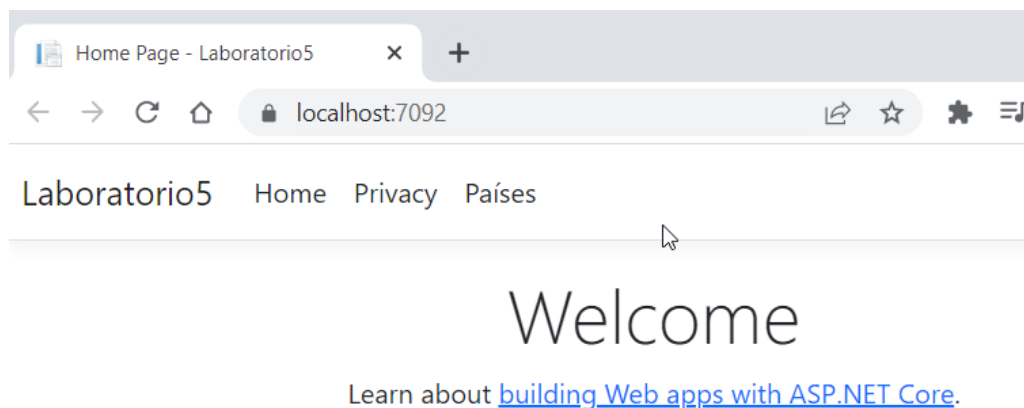 Home Page - Laboratorio5
localhost:7092
Laboratorio5 Home Privacy Países
Welcome
Learn about building Web apps with ASP.NET Core.